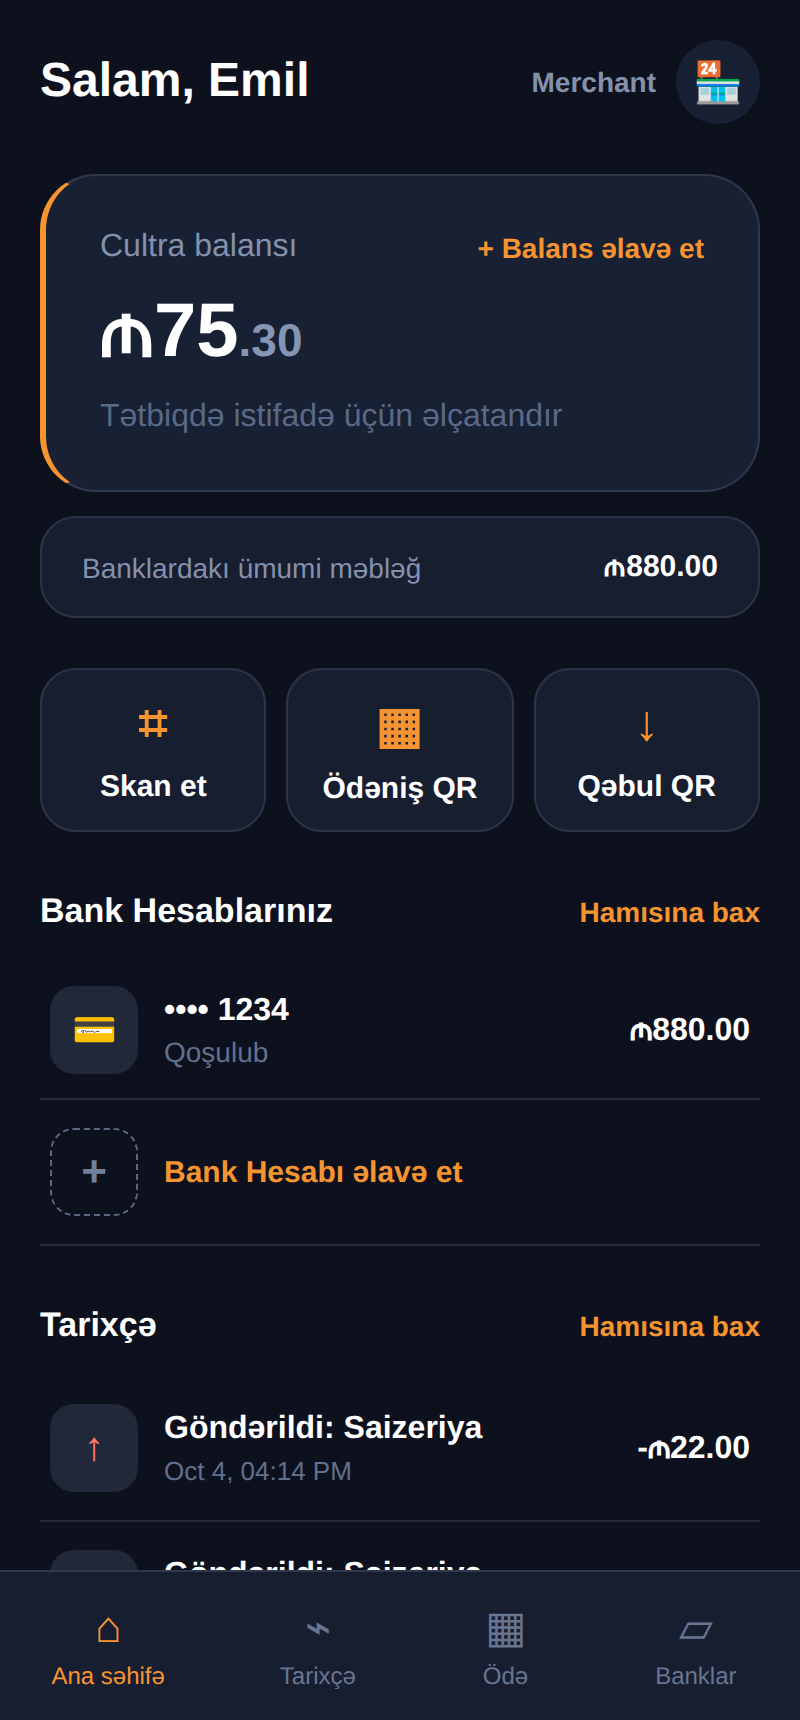 Salam, Emil
Merchant
24
Cultra balansı
+ Balans əlavə et
₼75.30
Tətbiqdə istifadə üçün əlçatandır
Banklardakı ümumi məbləğ
₼880.00
Skan et
Ödəniş QR
Qəbul QR
Bank Hesablarınız
Hamısına bax
•••• 1234
Qoşulub
₼880.00
+ Bank Hesabı əlavə et
Tarixçə
Hamısına bax
Göndərildi: Saizeriya
Oct 4, 04:14 PM
-₼22.00
Göndərildi: Saizeriya
Ana səhifə
Tarixçə
Ödə
Banklar